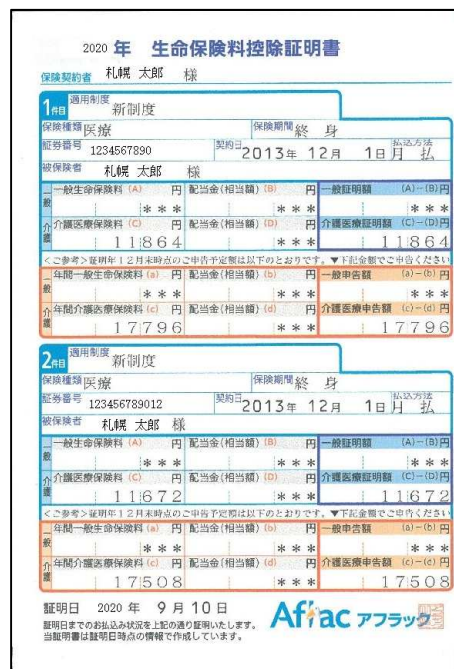 2020 年 生命保険料控除証明書
保険契約者 札幌 太郎 様
1件目 適用制度 新制度
保険種類 医療 保険期間 終 身
証券番号 1234567890 契約日 2013年 12月 1日 払込方法 月 払
被保険者 札幌 太郎 様
一般 一般生命保険料 (A) 円 配当金(相当額) (B) 円 一般証明額 (A)-(B)円
*** *** ***
介護 介護医療保険料 (C) 円 配当金(相当額) (D) 円 介護医療証明額 (C)-(D)円
11864 *** 11864
<ご参考>証明年12月末時点のご申告予定額は以下のとおりです。▼下記金額でご申告ください
一般 年間一般生命保険料 (a) 円 配当金(相当額) (b) 円 一般申告額 (a)-(b)円
*** *** ***
介護 年間介護医療保険料 (c) 円 配当金(相当額) (d) 円 介護医療申告額 (c)-(d)円
17796 *** 17796
2件目 適用制度 新制度
保険種類 医療 保険期間 終 身
証券番号 123456789012 契約日 2013年 12月 1日 払込方法 月 払
被保険者 札幌 太郎 様
一般 一般生命保険料 (A) 円 配当金(相当額) (B) 円 一般証明額 (A)-(B)円
*** *** ***
介護 介護医療保険料 (C) 円 配当金(相当額) (D) 円 介護医療証明額 (C)-(D)円
11672 *** 11672
<ご参考>証明年12月末時点のご申告予定額は以下のとおりです。▼下記金額でご申告ください
一般 年間一般生命保険料 (a) 円 配当金(相当額) (b) 円 一般申告額 (a)-(b)円
*** *** ***
介護 年間介護医療保険料 (c) 円 配当金(相当額) (d) 円 介護医療申告額 (c)-(d)円
17508 *** 17508
証明日 2020 年 9月10日
証明日までのお払込み状況を上記の通り証明いたします。
当証明書は証明日時点の情報で作成しています。
Aflac アフラック